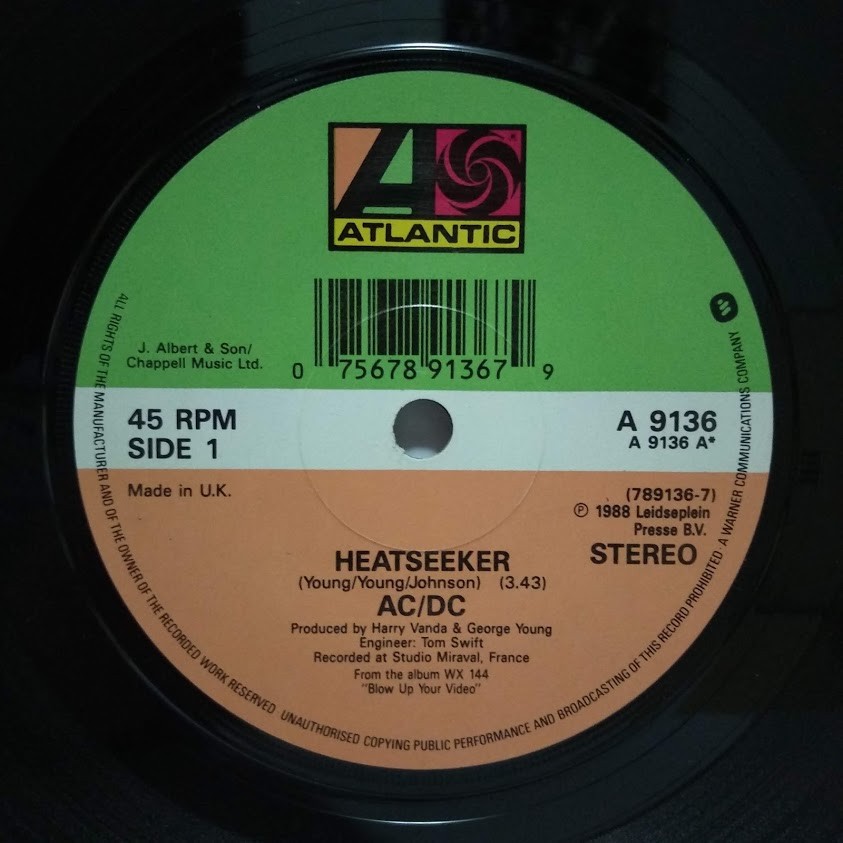 ATLANTIC
0 75678 91367 9
J. Albert & Son/
Chappell Music Ltd.
45 RPM
SIDE 1
A 9136
A 9136 A*
Made in U.K.
(789136-7)
℗ 1988 Leidseplein
Presse B.V.
STEREO
HEATSEEKER
(Young/Young/Johnson) (3.43)
AC/DC
Produced by Harry Vanda & George Young
Engineer: Tom Swift
Recorded at Studio Miraval, France
From the album WX 144
"Blow Up Your Video"
ALL RIGHTS OF THE MANUFACTURER AND OF THE OWNER OF THE RECORDED WORK RESERVED · UNAUTHORISED COPYING PUBLIC PERFORMANCE AND BROADCASTING OF THIS RECORD PROHIBITED · A WARNER COMMUNICATIONS COMPANY